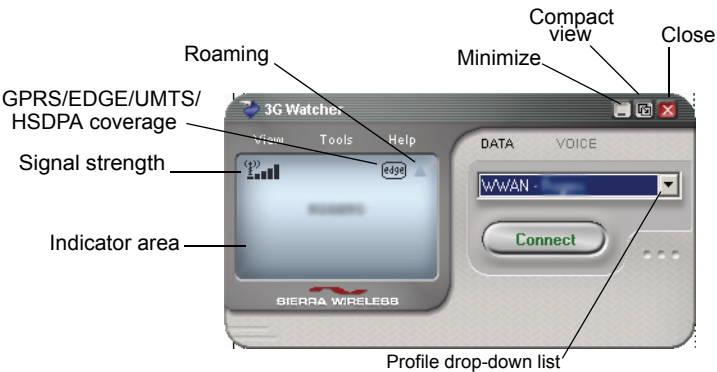 Compact
view
Close
Roaming
Minimize
GPRS/EDGE/UMTS/
HSDPA coverage
3G Watcher
View Tools Help
DATA VOICE
Signal strength
edge
WWAN -
Indicator area
Connect
SIERRA WIRELESS
Profile drop-down list